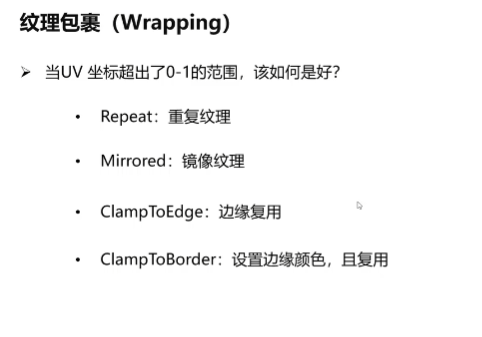 纹理包裹（Wrapping）
➢ 当UV 坐标超出了0-1的范围，该如何是好？
• Repeat：重复纹理
• Mirrored：镜像纹理
• ClampToEdge：边缘复用
• ClampToBorder：设置边缘颜色，且复用